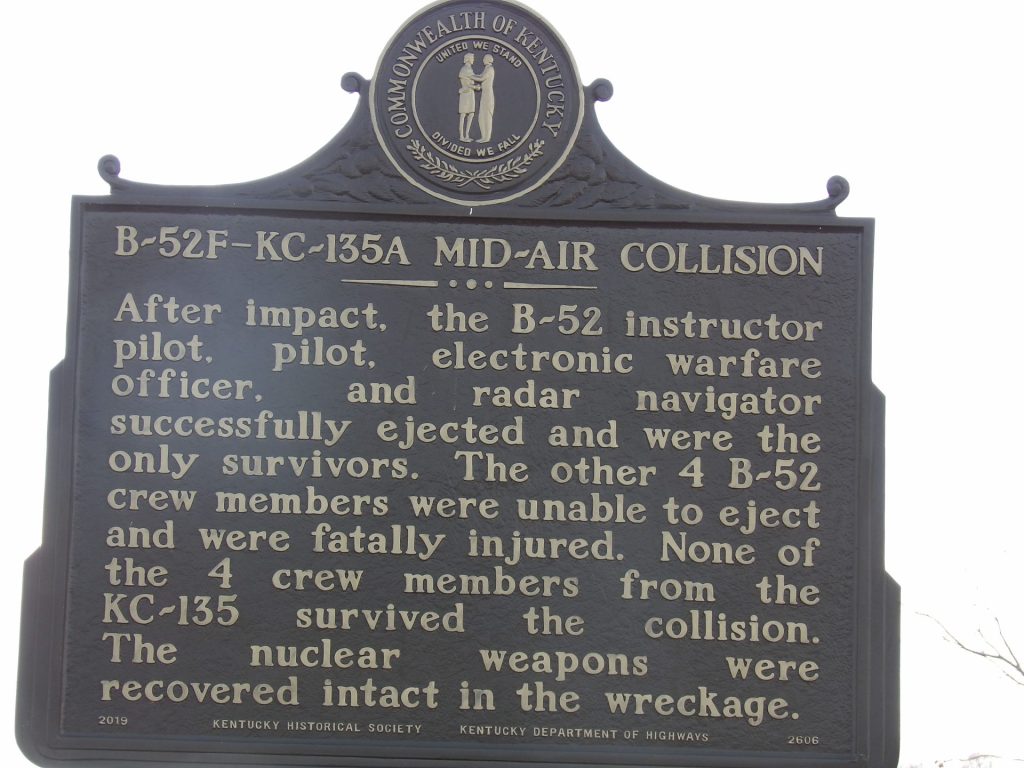 COMMONWEALTH OF KENTUCKY
UNITED WE STAND
DIVIDED WE FALL
B-52F-KC-135A MID-AIR COLLISION
After impact, the B-52 instructor
pilot, pilot, electronic warfare
officer, and radar navigator
successfully ejected and were the
only survivors. The other 4 B-52
crew members were unable to eject
and were fatally injured. None of
the 4 crew members from the
KC-135 survived the collision.
The nuclear weapons were
recovered intact in the wreckage.
2019 KENTUCKY HISTORICAL SOCIETY KENTUCKY DEPARTMENT OF HIGHWAYS 2606